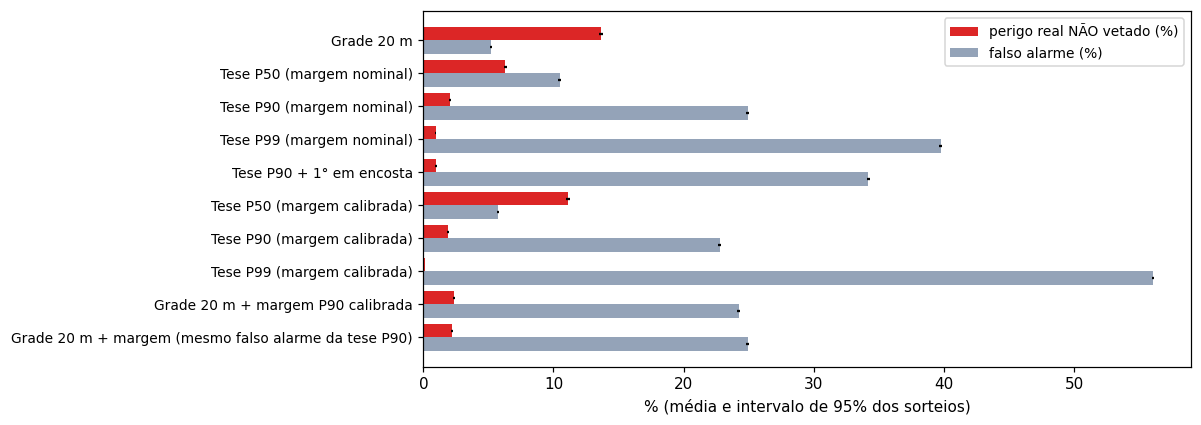 perigo real NÃO vetado (%)
falso alarme (%)
Grade 20 m
Tese P50 (margem nominal)
Tese P90 (margem nominal)
Tese P99 (margem nominal)
Tese P90 + 1° em encosta
Tese P50 (margem calibrada)
Tese P90 (margem calibrada)
Tese P99 (margem calibrada)
Grade 20 m + margem P90 calibrada
Grade 20 m + margem (mesmo falso alarme da tese P90)
0 10 20 30 40 50
% (média e intervalo de 95% dos sorteios)